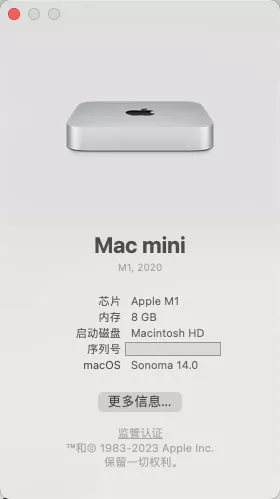 Mac mini
M1, 2020
芯片 Apple M1
内存 8 GB
启动磁盘 Macintosh HD
序列号
macOS Sonoma 14.0
更多信息...
监管认证
™和© 1983-2023 Apple Inc.
保留一切权利。